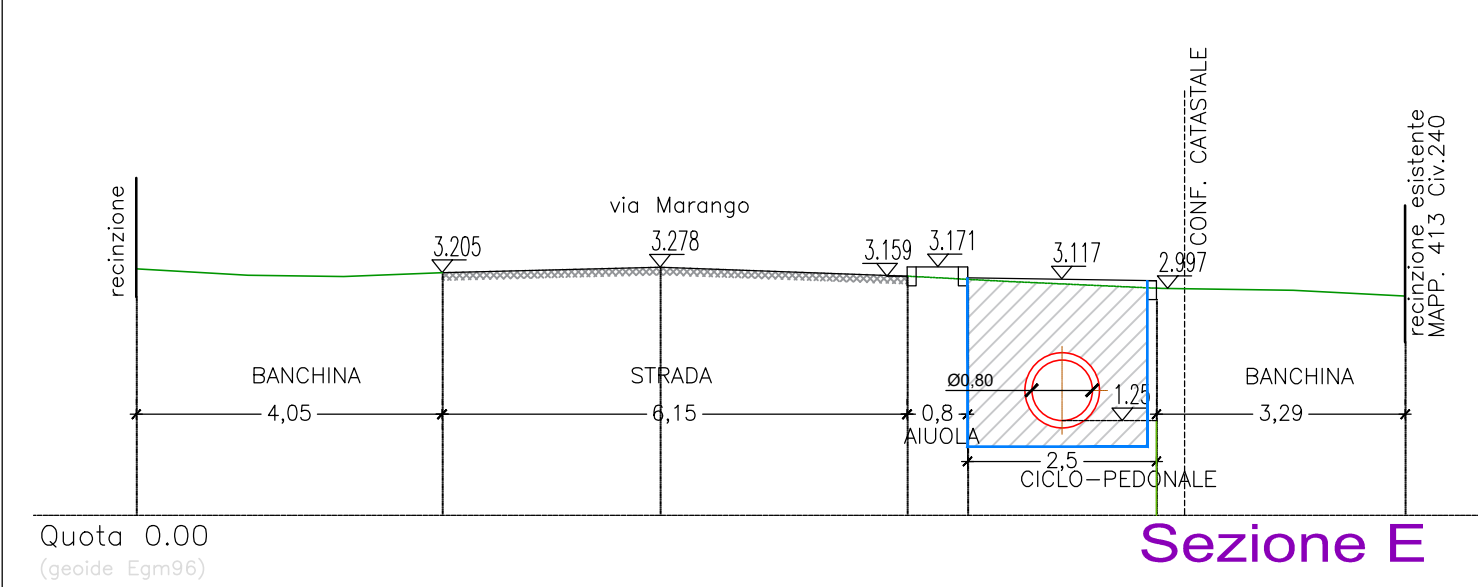 recinzione
via Marango
CONF. CATASTALE
recinzione esistente
MAPP. 413 Civ.240
3.205
3.278
3.159
3.171
3.117
2.997
BANCHINA
STRADA
BANCHINA
Ø0,80
1.25
4,05
6,15
0,8
3,29
AIUOLA
2,5
CICLO-PEDONALE
Quota 0.00
(geoide Egm96)
Sezione E